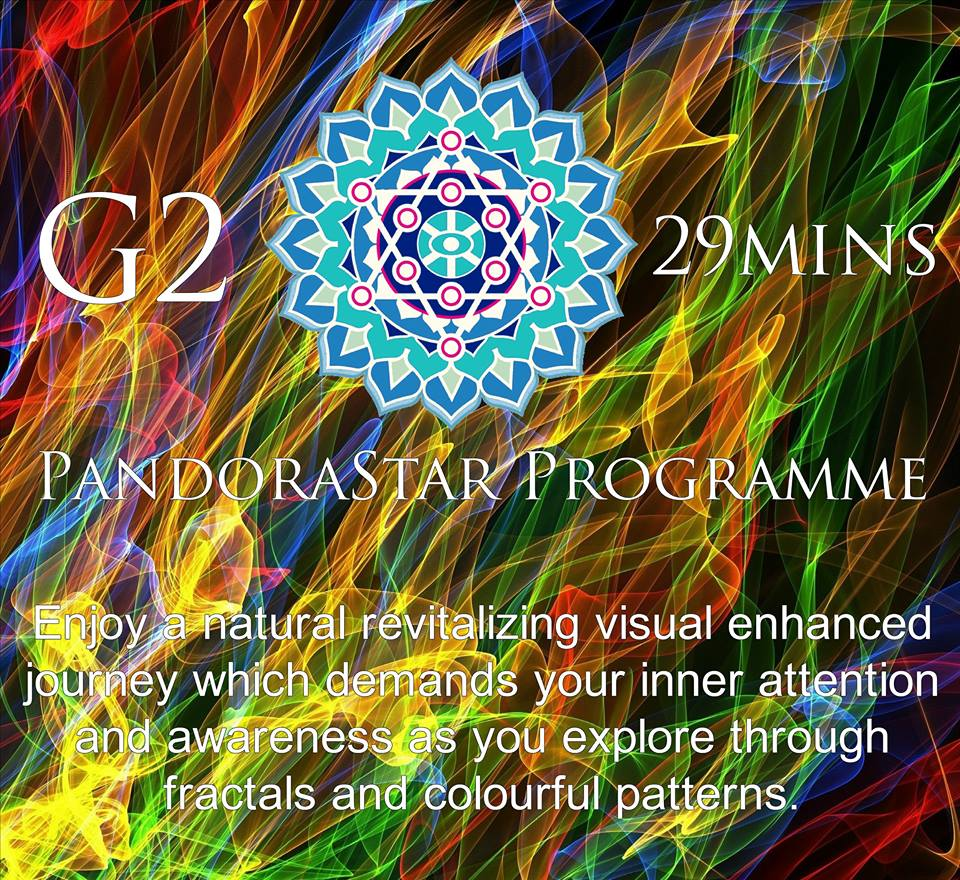 G2
29mins
PandoraStar Programme
Enjoy a natural revitalizing visual enhanced
journey which demands your inner attention
and awareness as you explore through
fractals and colourful patterns.